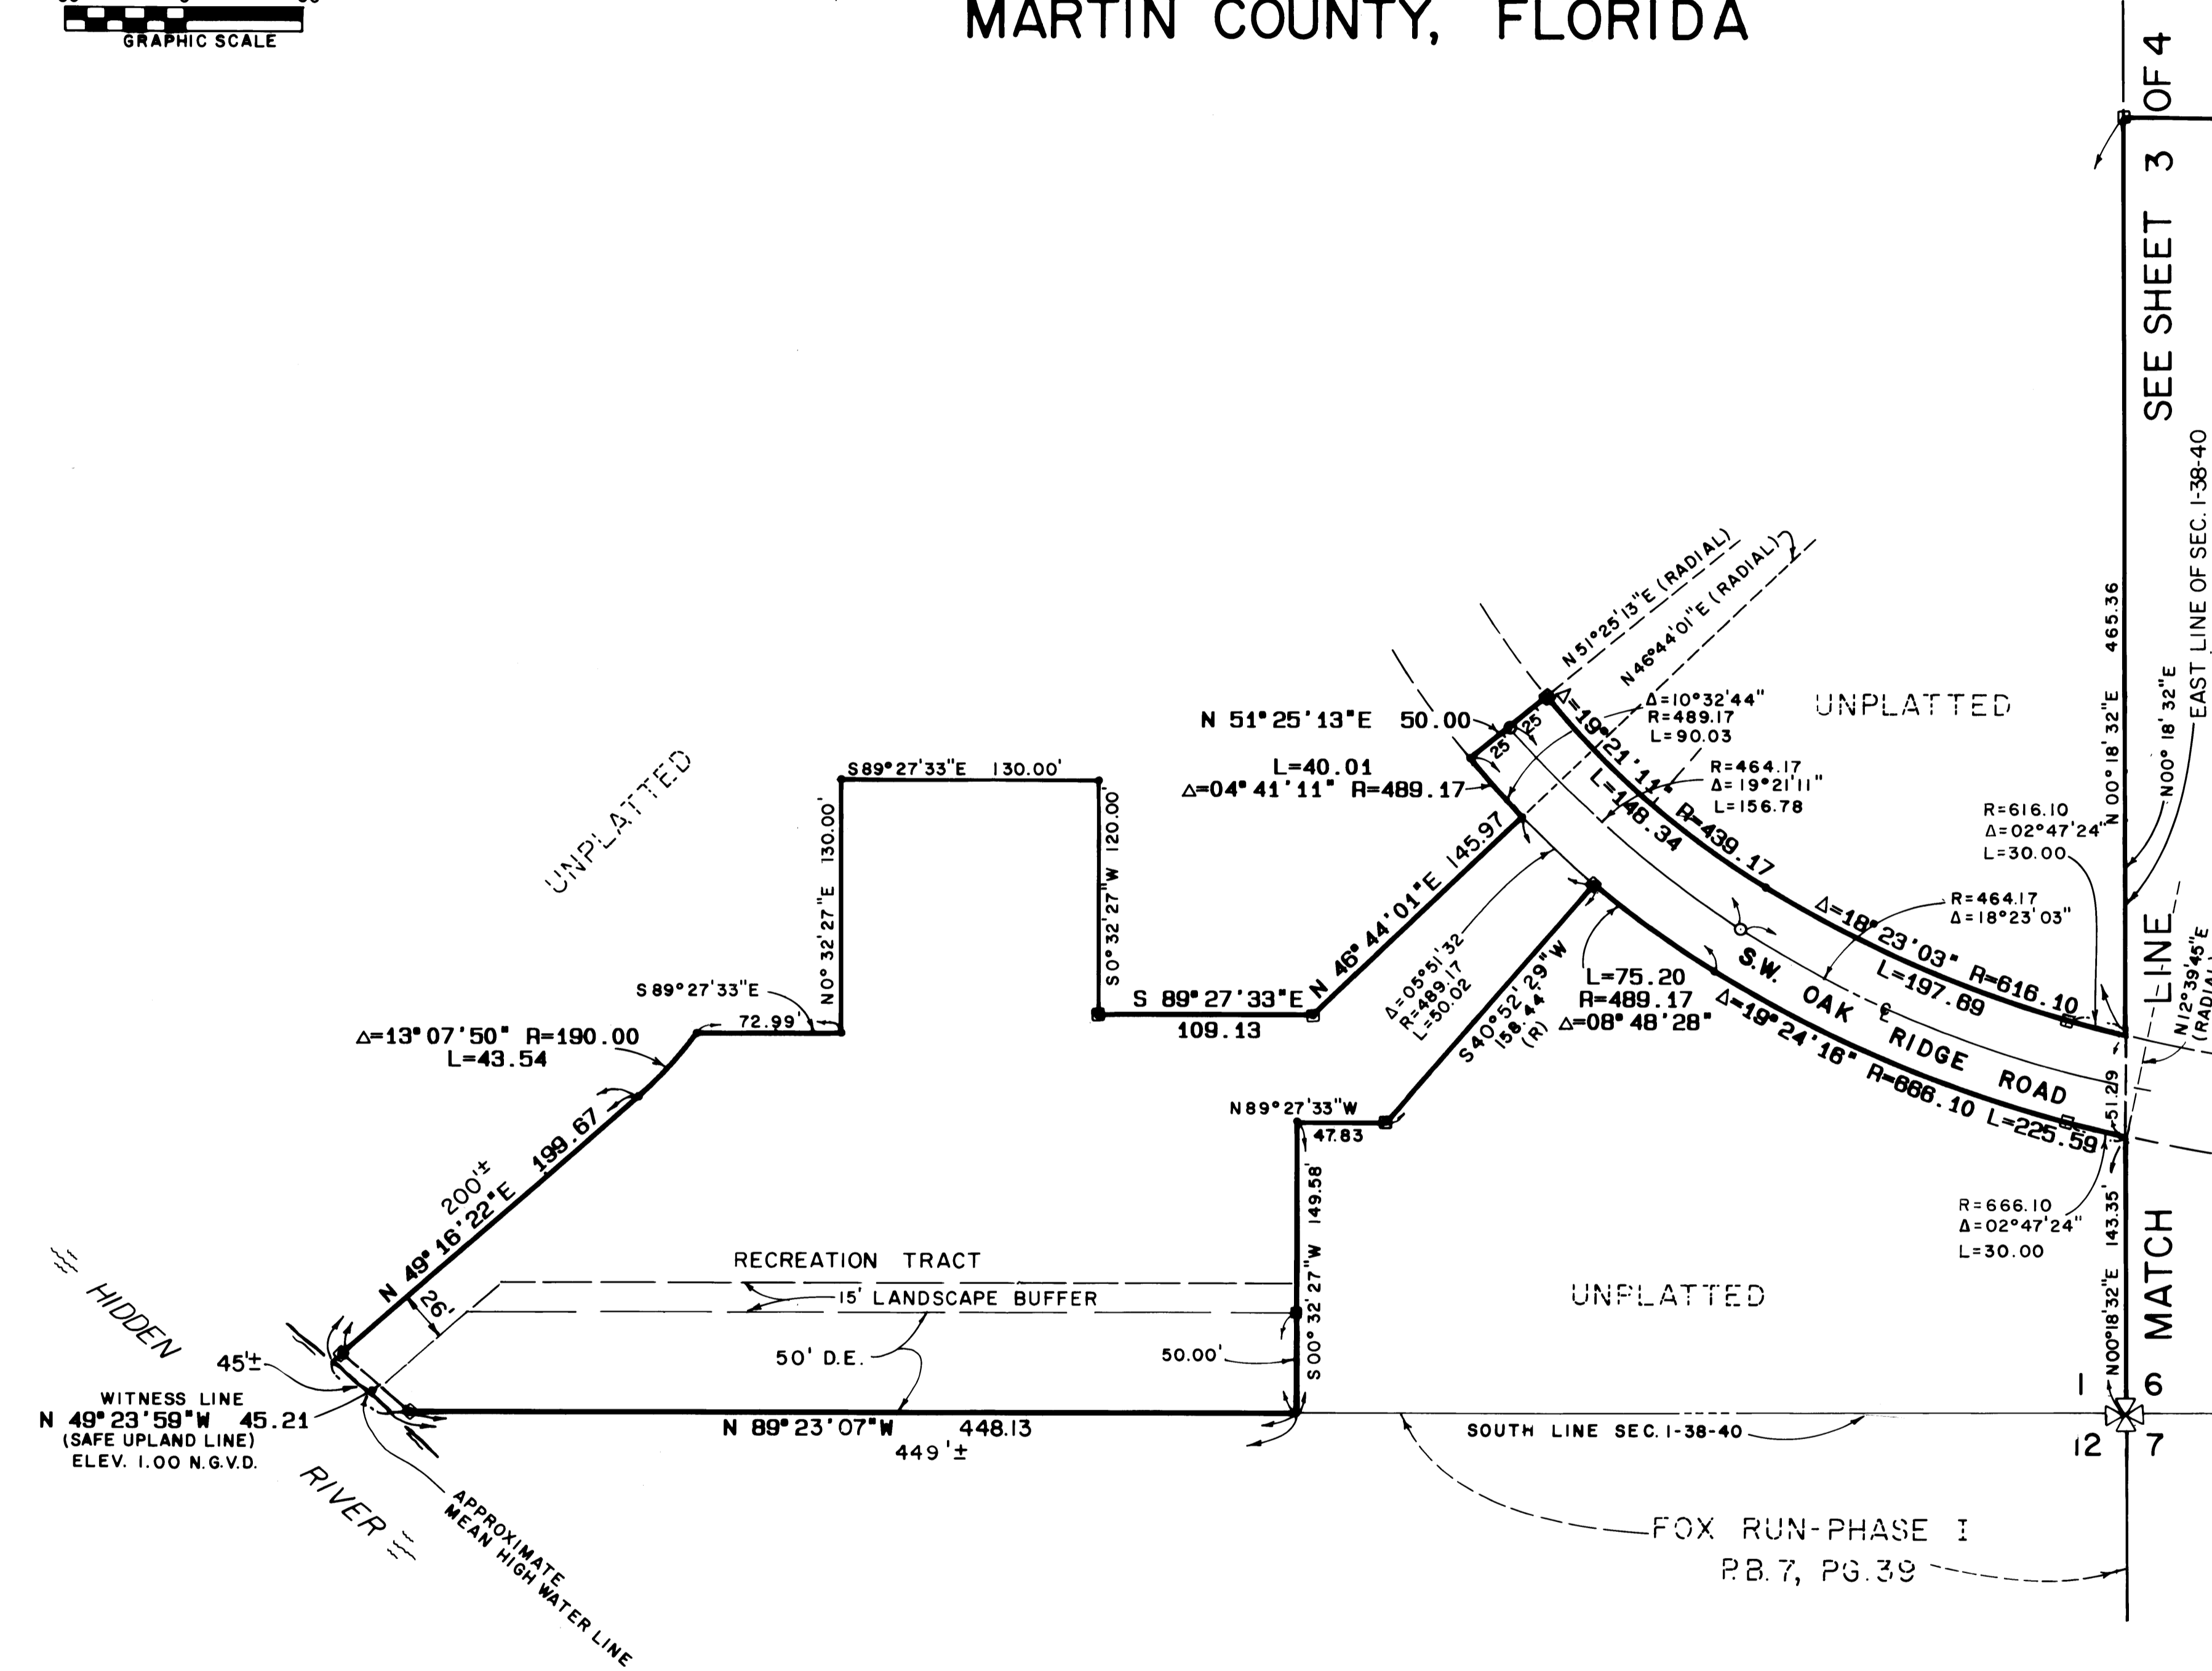 MARTIN COUNTY, FLORIDA
GRAPHIC SCALE
SEE SHEET 3 OF 4
MATCH LINE
EAST LINE OF SEC. 1-38-40
N00°18'32"E
N 00°18'32"E 465.36
N 51°25'13"E (RADIAL)
N 46°44'01"E (RADIAL)
UNPLATTED
N 51°25'13"E 50.00
25
25
L=40.01
Δ=04°41'11" R=489.17
Δ=10°32'44"
R=489.17
L=90.03
R=464.17
Δ=19°21'11"
L=156.78
Δ=19°21'11" R=439.17
L=148.34
R=616.10
Δ=02°47'24"
L=30.00
R=464.17
Δ=18°23'03"
Δ=18°23'03" R=616.10
L=197.69
S.W. OAK RIDGE ROAD
℄
N12°39'45"E
51.29
UNPLATTED
S89°27'33"E 130.00'
N0°32'27"E 130.00'
S0°32'27"W 120.00'
S 89°27'33"E
109.13
N 46°44'01"E 145.97
Δ=05°51'32
R=489.17
L=50.02
S40°52'29"W
158.44
(R)
L=75.20
R=489.17
Δ=08°48'28"
Δ=19°24'16" R=666.10 L=225.59
S89°27'33"E
72.99'
Δ=13°07'50" R=190.00
L=43.54
N89°27'33"W
47.83
S00°32'27"W 149.58'
199.67
200'±
N 49°16'22"E
R=666.10
Δ=02°47'24"
L=30.00
N00°18'32"E 143.35'
RECREATION TRACT
15' LANDSCAPE BUFFER
26'
50' D.E.
50.00'
UNPLATTED
HIDDEN
RIVER
45'±
WITNESS LINE
N 49°23'59"W 45.21
(SAFE UPLAND LINE)
ELEV. 1.00 N.G.V.D.
N 89°23'07"W 448.13
449'±
SOUTH LINE SEC. 1-38-40
1 6
12 7
APPROXIMATE
MEAN HIGH WATER LINE
FOX RUN-PHASE I
P.B. 7, PG. 39